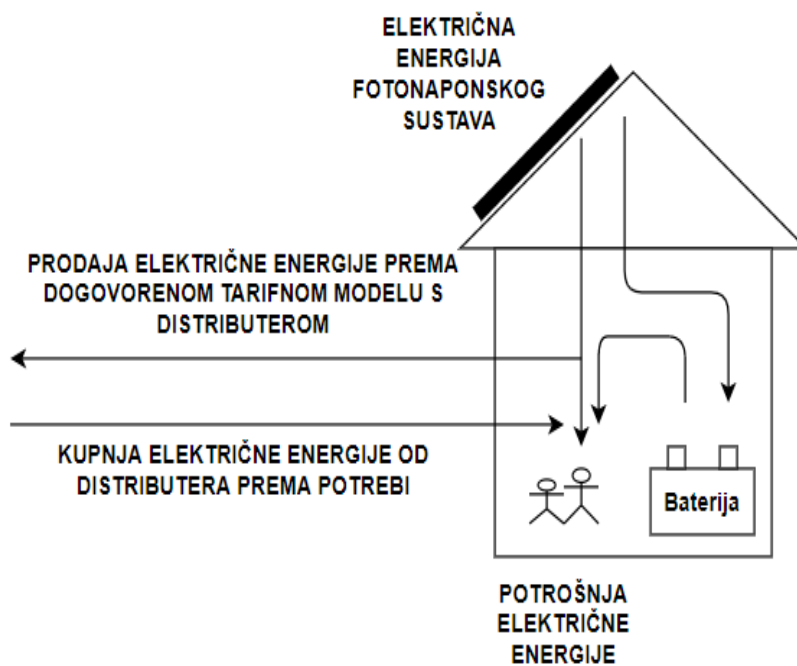 ELEKTRIČNA
ENERGIJA
FOTONAPONSKOG
SUSTAVA
PRODAJA ELEKTRIČNE ENERGIJE PREMA
DOGOVORENOM TARIFNOM MODELU S
DISTRIBUTEROM
KUPNJA ELEKTRIČNE ENERGIJE OD
DISTRIBUTERA PREMA POTREBI
Baterija
POTROŠNJA
ELEKTRIČNE
ENERGIJE